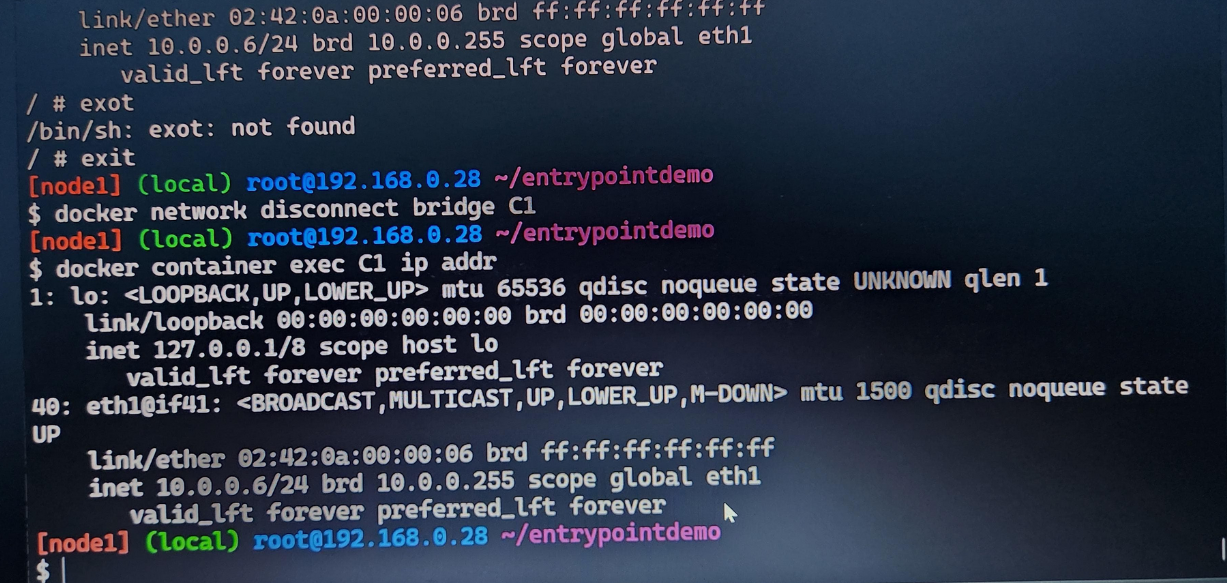 link/ether 02:42:0a:00:00:06 brd ff:ff:ff:ff:ff:ff
inet 10.0.0.6/24 brd 10.0.0.255 scope global eth1
valid_lft forever preferred_lft forever
/ # exot
/bin/sh: exot: not found
/ # exit
[node1] (local) root@192.168.0.28 ~/entrypointdemo
$ docker network disconnect bridge C1
[node1] (local) root@192.168.0.28 ~/entrypointdemo
$ docker container exec C1 ip addr
1: lo: <LOOPBACK,UP,LOWER_UP> mtu 65536 qdisc noqueue state UNKNOWN qlen 1
link/loopback 00:00:00:00:00:00 brd 00:00:00:00:00:00
inet 127.0.0.1/8 scope host lo
valid_lft forever preferred_lft forever
40: eth1@if41: <BROADCAST,MULTICAST,UP,LOWER_UP,M-DOWN> mtu 1500 qdisc noqueue state
UP
link/ether 02:42:0a:00:00:06 brd ff:ff:ff:ff:ff:ff
inet 10.0.0.6/24 brd 10.0.0.255 scope global eth1
valid_lft forever preferred_lft forever
[node1] (local) root@192.168.0.28 ~/entrypointdemo
$